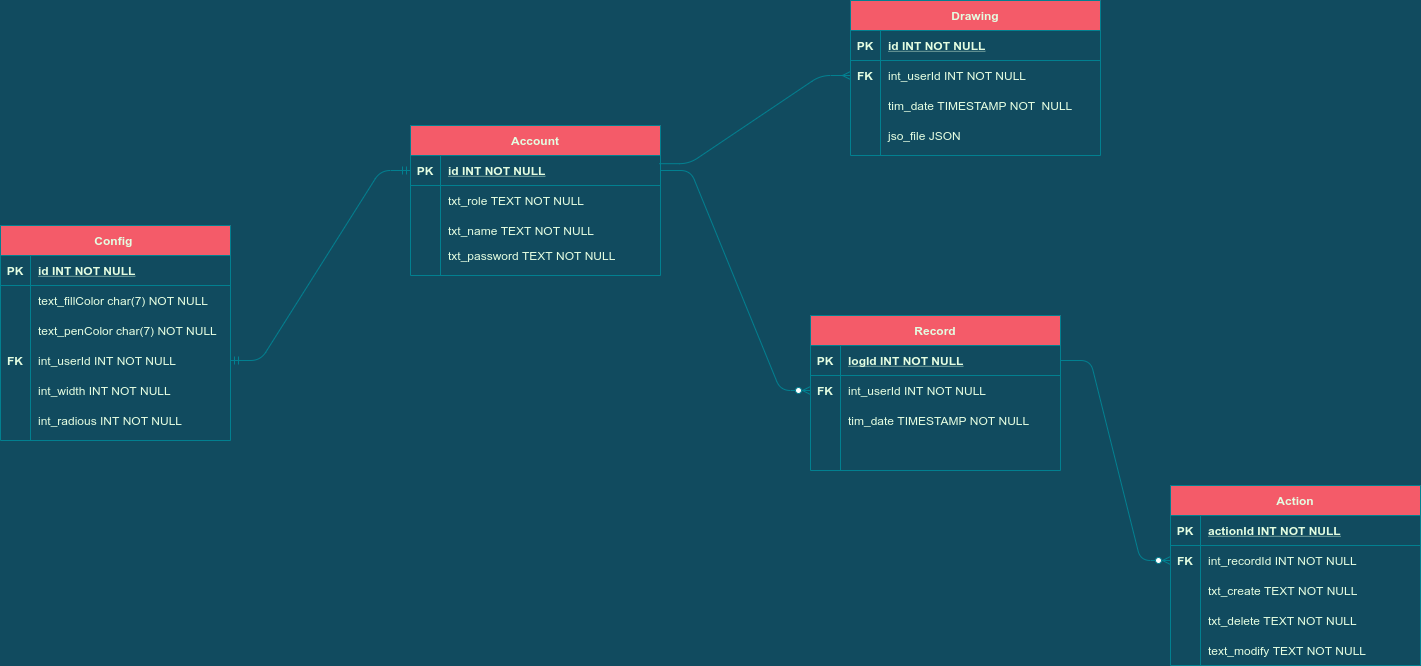 Drawing
PK id INT NOT NULL
FK int_userId INT NOT NULL
tim_date TIMESTAMP NOT  NULL
jso_file JSON
Account
PK id INT NOT NULL
txt_role TEXT NOT NULL
txt_name TEXT NOT NULL
txt_password TEXT NOT NULL
Config
PK id INT NOT NULL
text_fillColor char(7) NOT NULL
text_penColor char(7) NOT NULL
FK int_userId INT NOT NULL
int_width INT NOT NULL
int_radious INT NOT NULL
Record
PK logId INT NOT NULL
FK int_userId INT NOT NULL
tim_date TIMESTAMP NOT NULL
Action
PK actionId INT NOT NULL
FK int_recordId INT NOT NULL
txt_create TEXT NOT NULL
txt_delete TEXT NOT NULL
text_modify TEXT NOT NULL